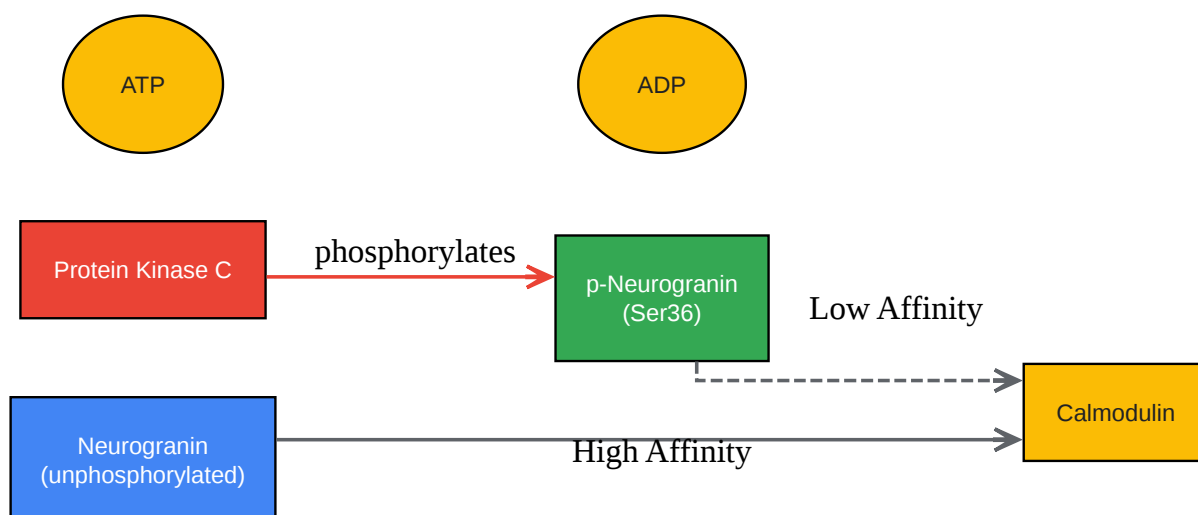 ATP
ADP
Protein Kinase C
phosphorylates
p-Neurogranin
(Ser36)
Low Affinity
Calmodulin
Neurogranin
(unphosphorylated)
High Affinity